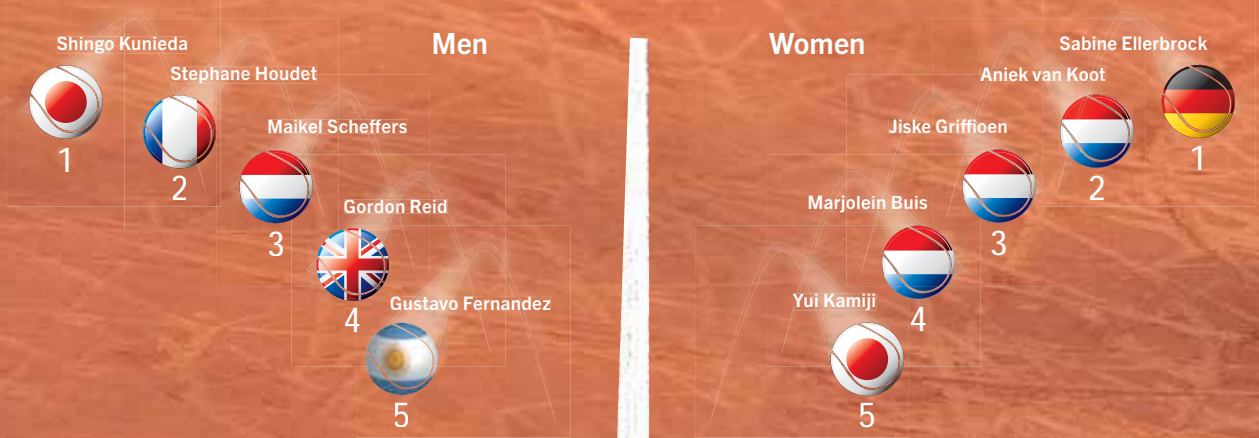 Men
Shingo Kunieda
1
Stephane Houdet
2
Maikel Scheffers
3
Gordon Reid
4
Gustavo Fernandez
5
Women
Sabine Ellerbrock
1
Aniek van Koot
2
Jiske Griffioen
3
Marjolein Buis
4
Yui Kamiji
5